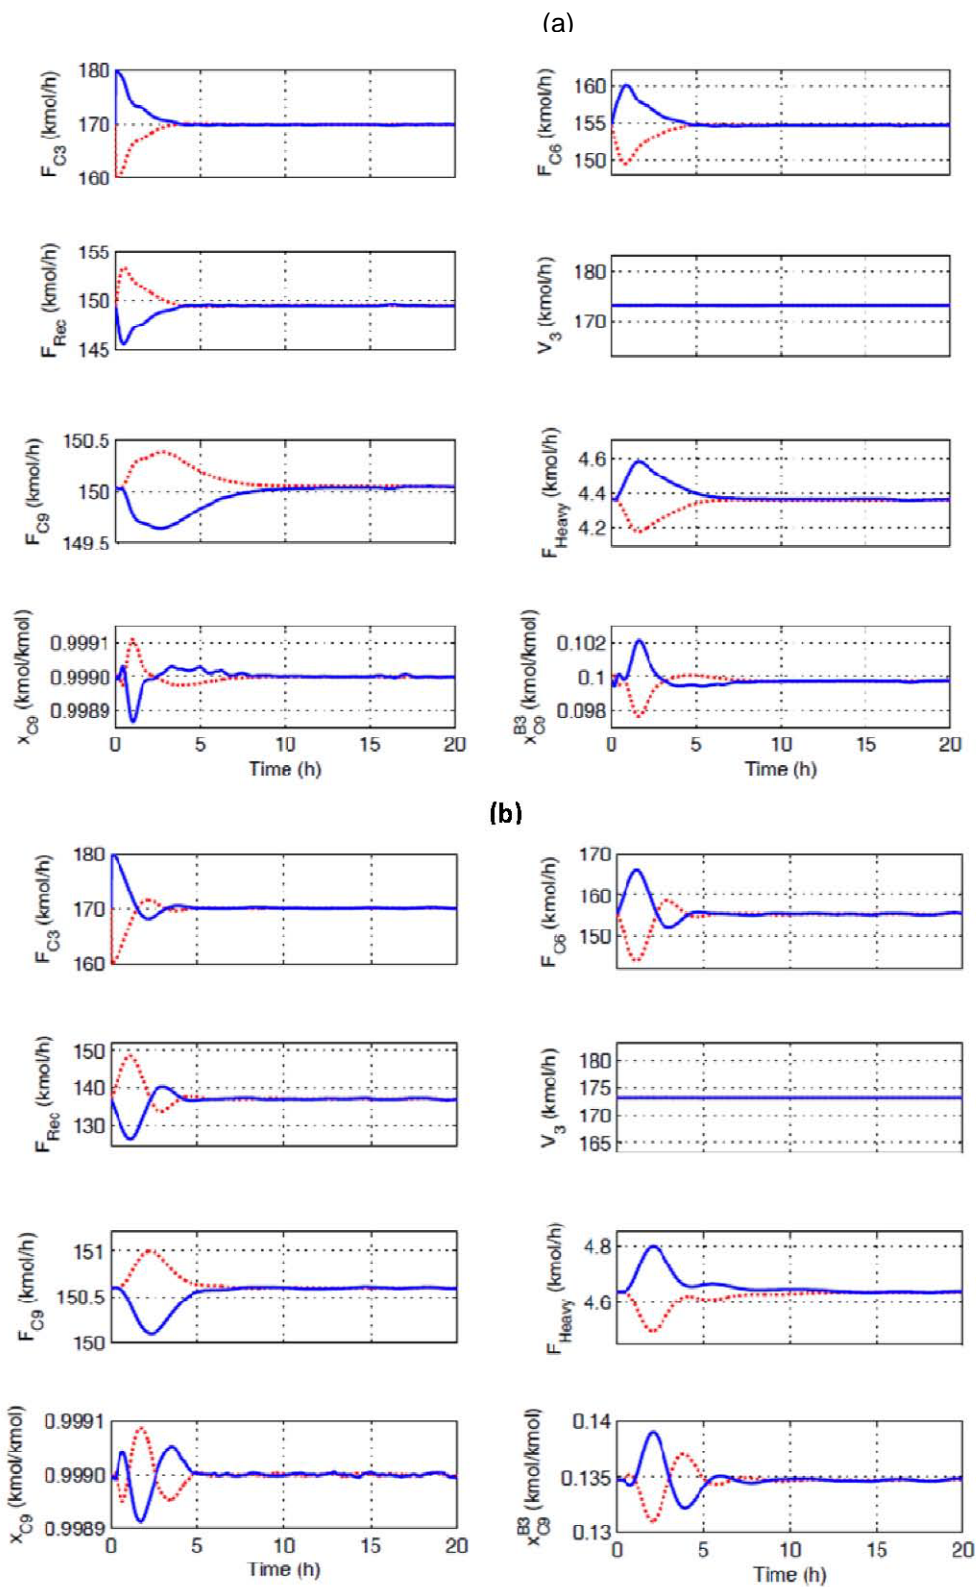 (a)
F_C3 (kmol/h)
180
170
160
F_C6 (kmol/h)
160
155
150
F_Rec (kmol/h)
155
150
145
V_3 (kmol/h)
180
170
F_C9 (kmol/h)
150.5
150
149.5
F_Heavy (kmol/h)
4.6
4.4
4.2
x_C9 (kmol/kmol)
0.9991
0.9990
0.9989
0 5 10 15 20
Time (h)
x_C9^B3 (kmol/kmol)
0.102
0.1
0.098
0 5 10 15 20
Time (h)
(b)
F_C3 (kmol/h)
180
170
160
F_C6 (kmol/h)
170
160
150
F_Rec (kmol/h)
150
140
130
V_3 (kmol/h)
180
175
170
165
F_C9 (kmol/h)
151
150.5
150
F_Heavy (kmol/h)
4.8
4.6
x_C9 (kmol/kmol)
0.9991
0.9990
0.9989
0 5 10 15 20
Time (h)
x_C9^B3 (kmol/kmol)
0.14
0.135
0.13
0 5 10 15 20
Time (h)